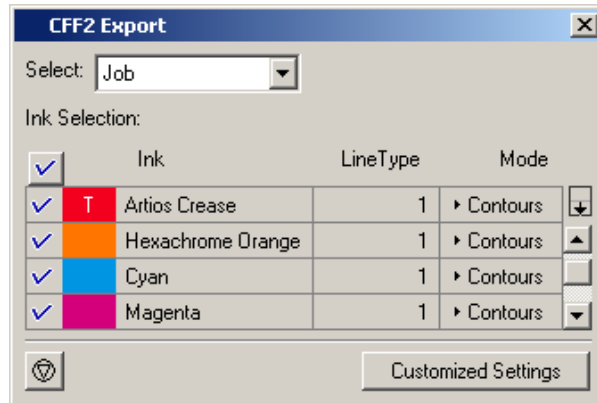 CFF2 Export
Select: Job
Ink Selection:
Ink LineType Mode
T Artios Crease 1 Contours
Hexachrome Orange 1 Contours
Cyan 1 Contours
Magenta 1 Contours
Customized Settings